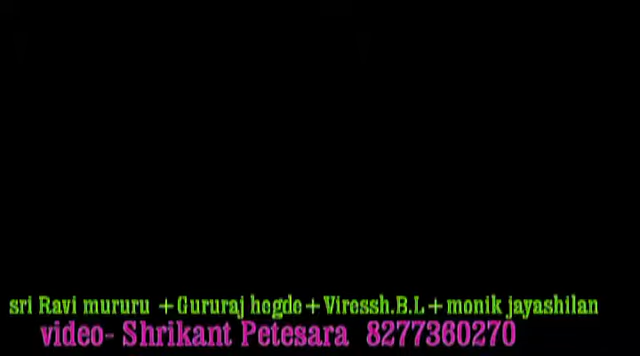 sri Ravi mururu +Gururaj hegde+Viressh.B.L+monik jayashilan
video- Shrikant Petesara 8277360270